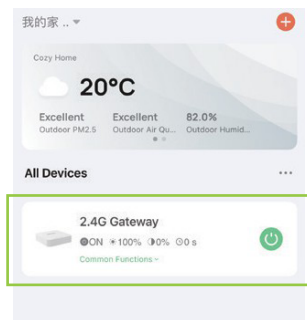 我的家 ..
Cozy Home
20°C
Excellent Excellent 82.0%
Outdoor PM2.5 Outdoor Air Qu... Outdoor Humid...
All Devices ...
2.4G Gateway
ON 100% 0% 0 s
Common Functions